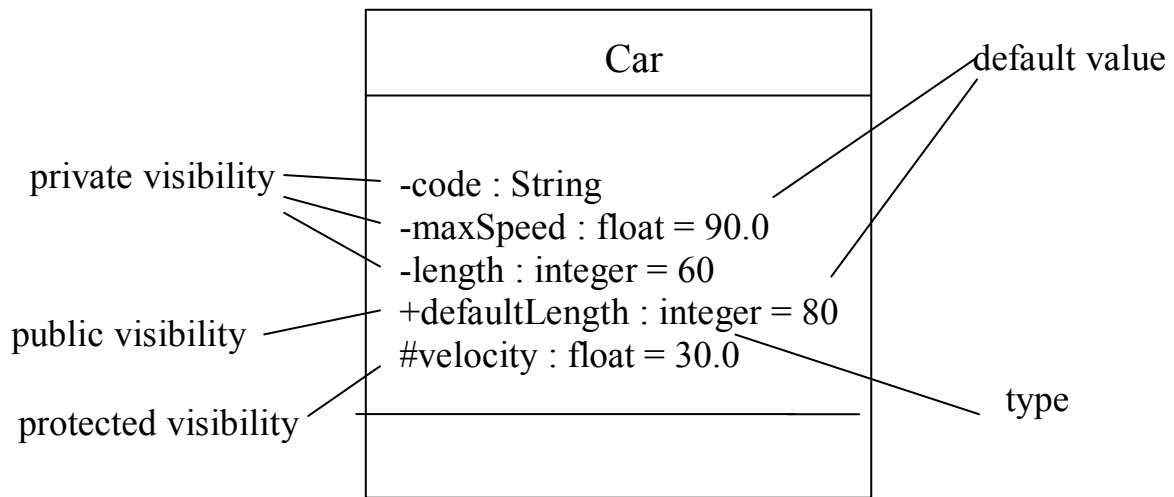 Car
default value
private visibility
-code : String
-maxSpeed : float = 90.0
-length : integer = 60
+defaultLength : integer = 80
public visibility
#velocity : float = 30.0
type
protected visibility